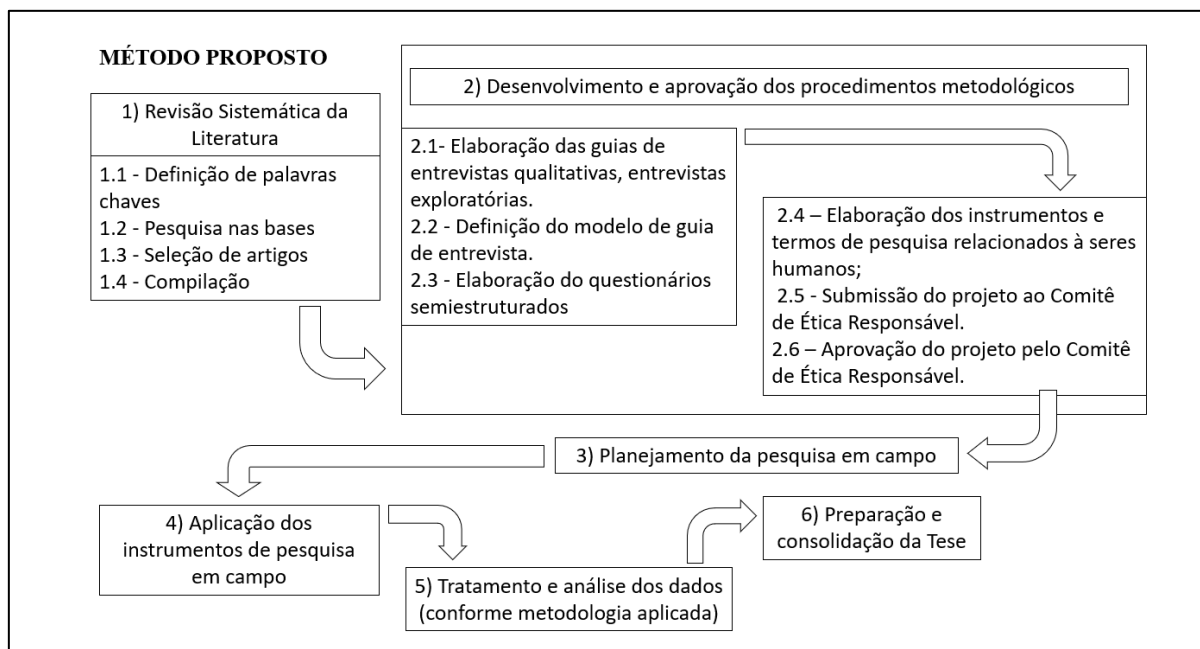 MÉTODO PROPOSTO
1) Revisão Sistemática da
Literatura
1.1 - Definição de palavras
chaves
1.2 - Pesquisa nas bases
1.3 - Seleção de artigos
1.4 - Compilação
2) Desenvolvimento e aprovação dos procedimentos metodológicos
2.1- Elaboração das guias de
entrevistas qualitativas, entrevistas
exploratórias.
2.2 - Definição do modelo de guia
de entrevista.
2.3 - Elaboração do questionários
semiestruturados
2.4 – Elaboração dos instrumentos e
termos de pesquisa relacionados à seres
humanos;
2.5 - Submissão do projeto ao Comitê
de Ética Responsável.
2.6 – Aprovação do projeto pelo Comitê
de Ética Responsável.
3) Planejamento da pesquisa em campo
4) Aplicação dos
instrumentos de pesquisa
em campo
5) Tratamento e análise dos dados
(conforme metodologia aplicada)
6) Preparação e
consolidação da Tese